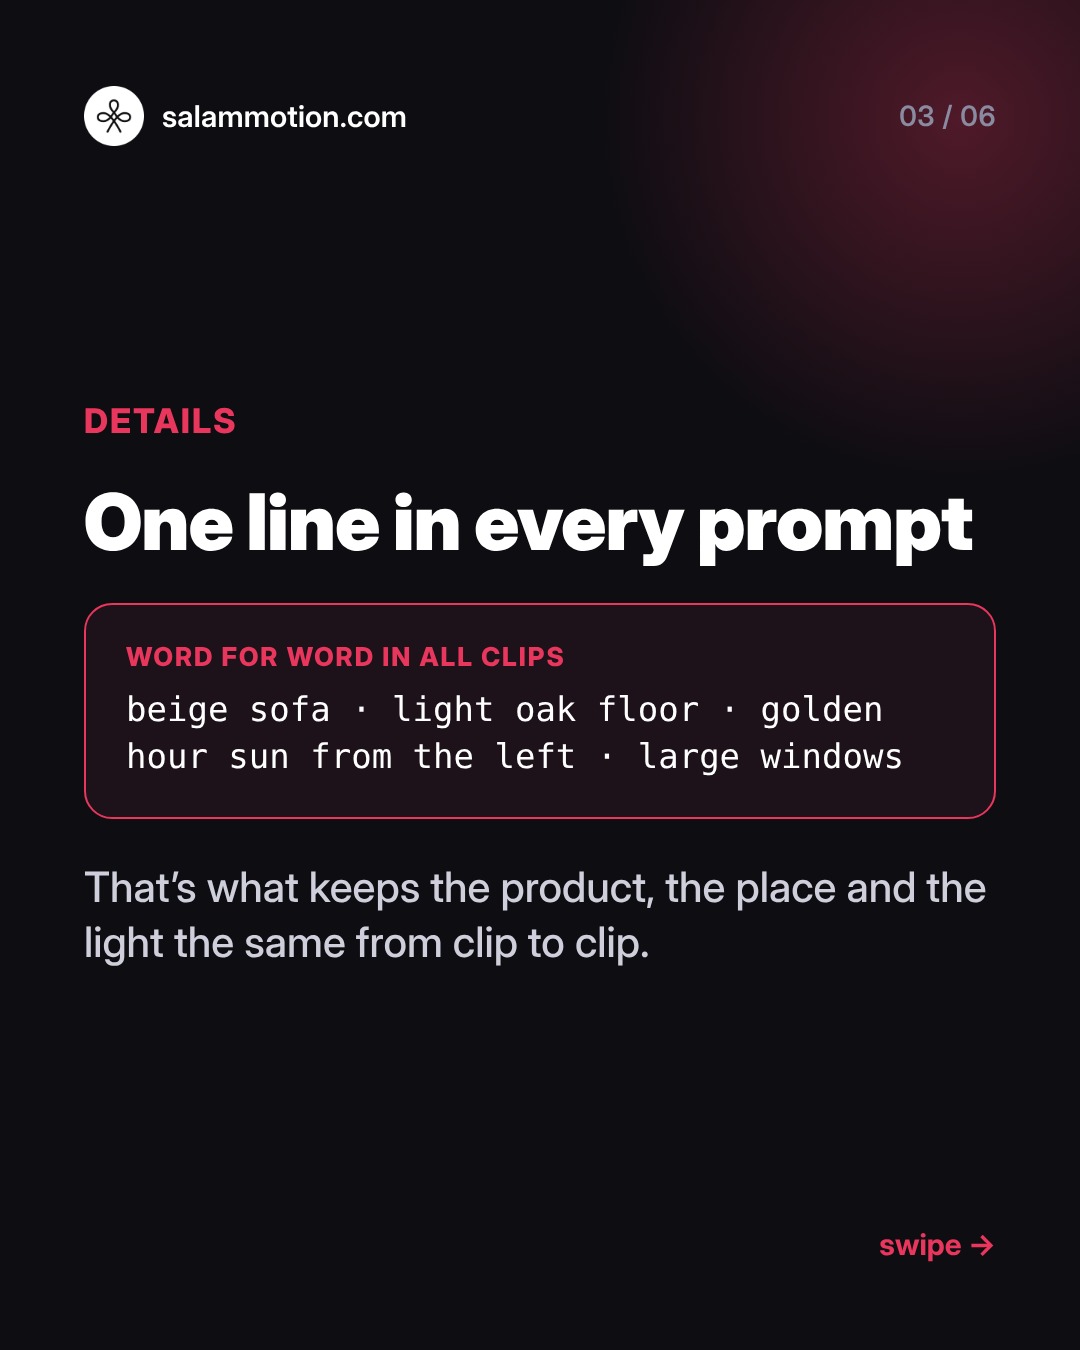 salammotion.com
03 / 06
DETAILS
One line in every prompt
WORD FOR WORD IN ALL CLIPS
beige sofa · light oak floor · golden
hour sun from the left · large windows
That’s what keeps the product, the place and the
light the same from clip to clip.
swipe →